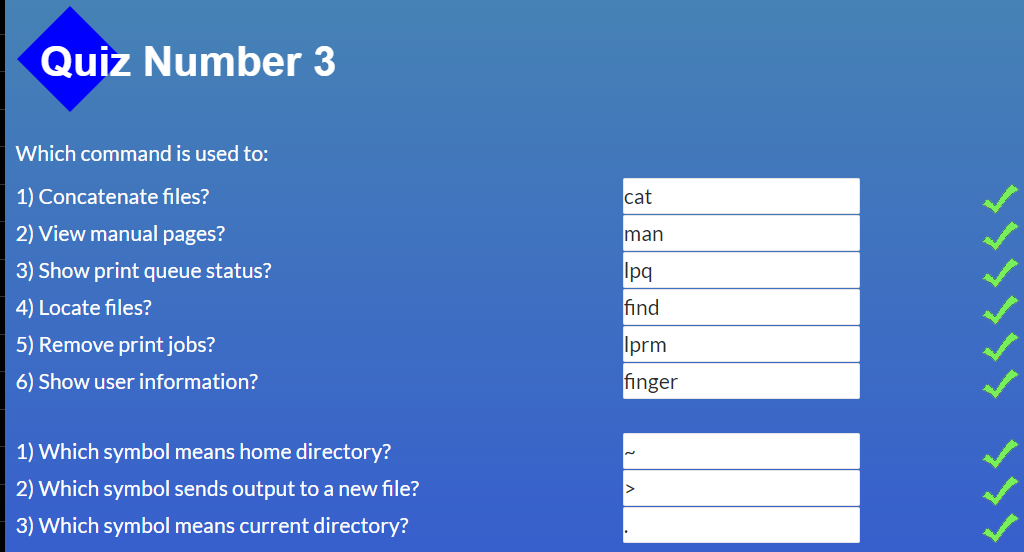 Quiz Number 3
Which command is used to:
1) Concatenate files? cat
2) View manual pages? man
3) Show print queue status? lpq
4) Locate files? find
5) Remove print jobs? lprm
6) Show user information? finger
1) Which symbol means home directory? ~
2) Which symbol sends output to a new file? >
3) Which symbol means current directory? .